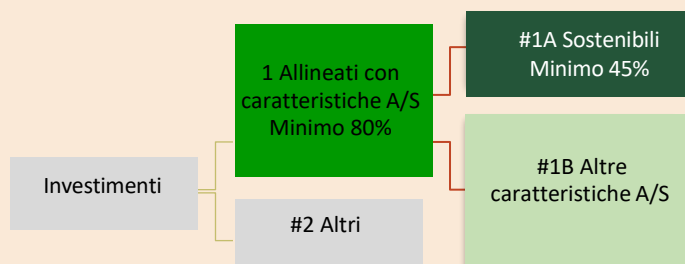 Investimenti
1 Allineati con
caratteristiche A/S
Minimo 80%
#2 Altri
#1A Sostenibili
Minimo 45%
#1B Altre
caratteristiche A/S